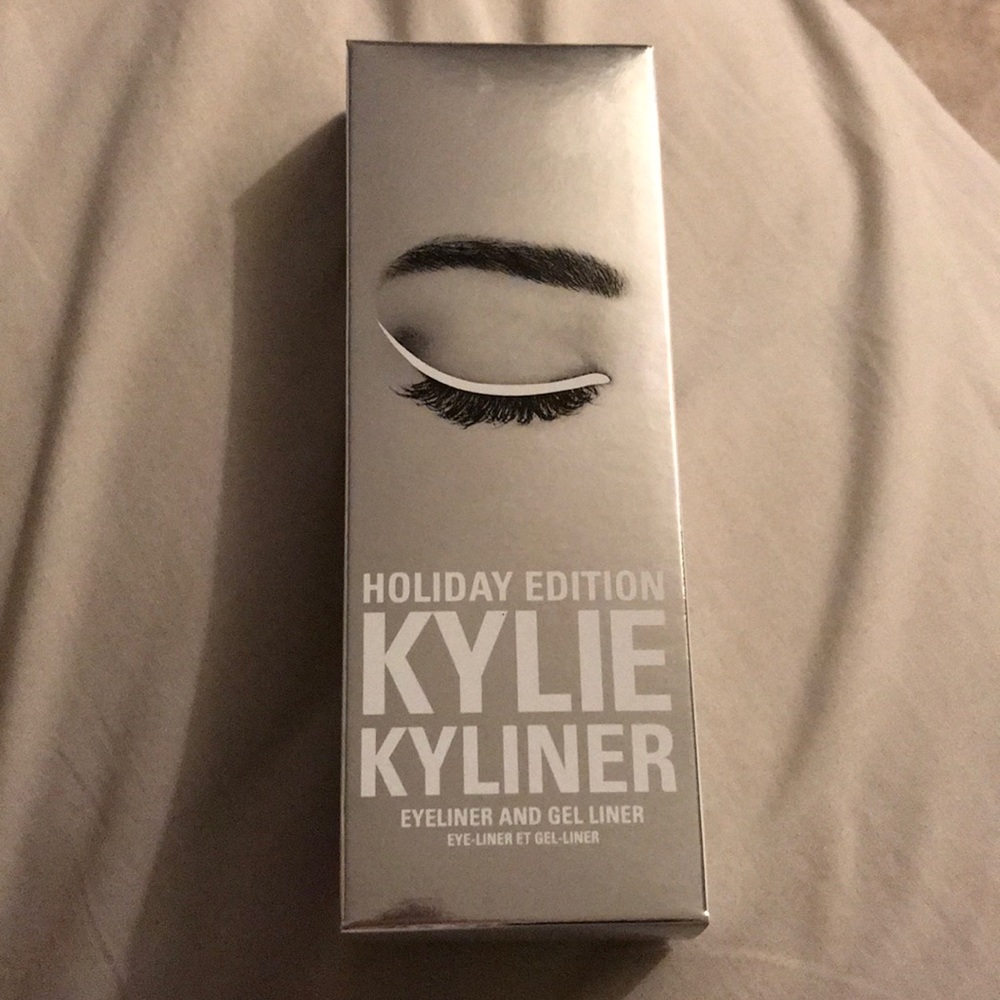 HOLIDAY EDITION
KYLIE
KYLINER
EYELINER AND GEL LINER
EYE-LINER ET GEL-LINER